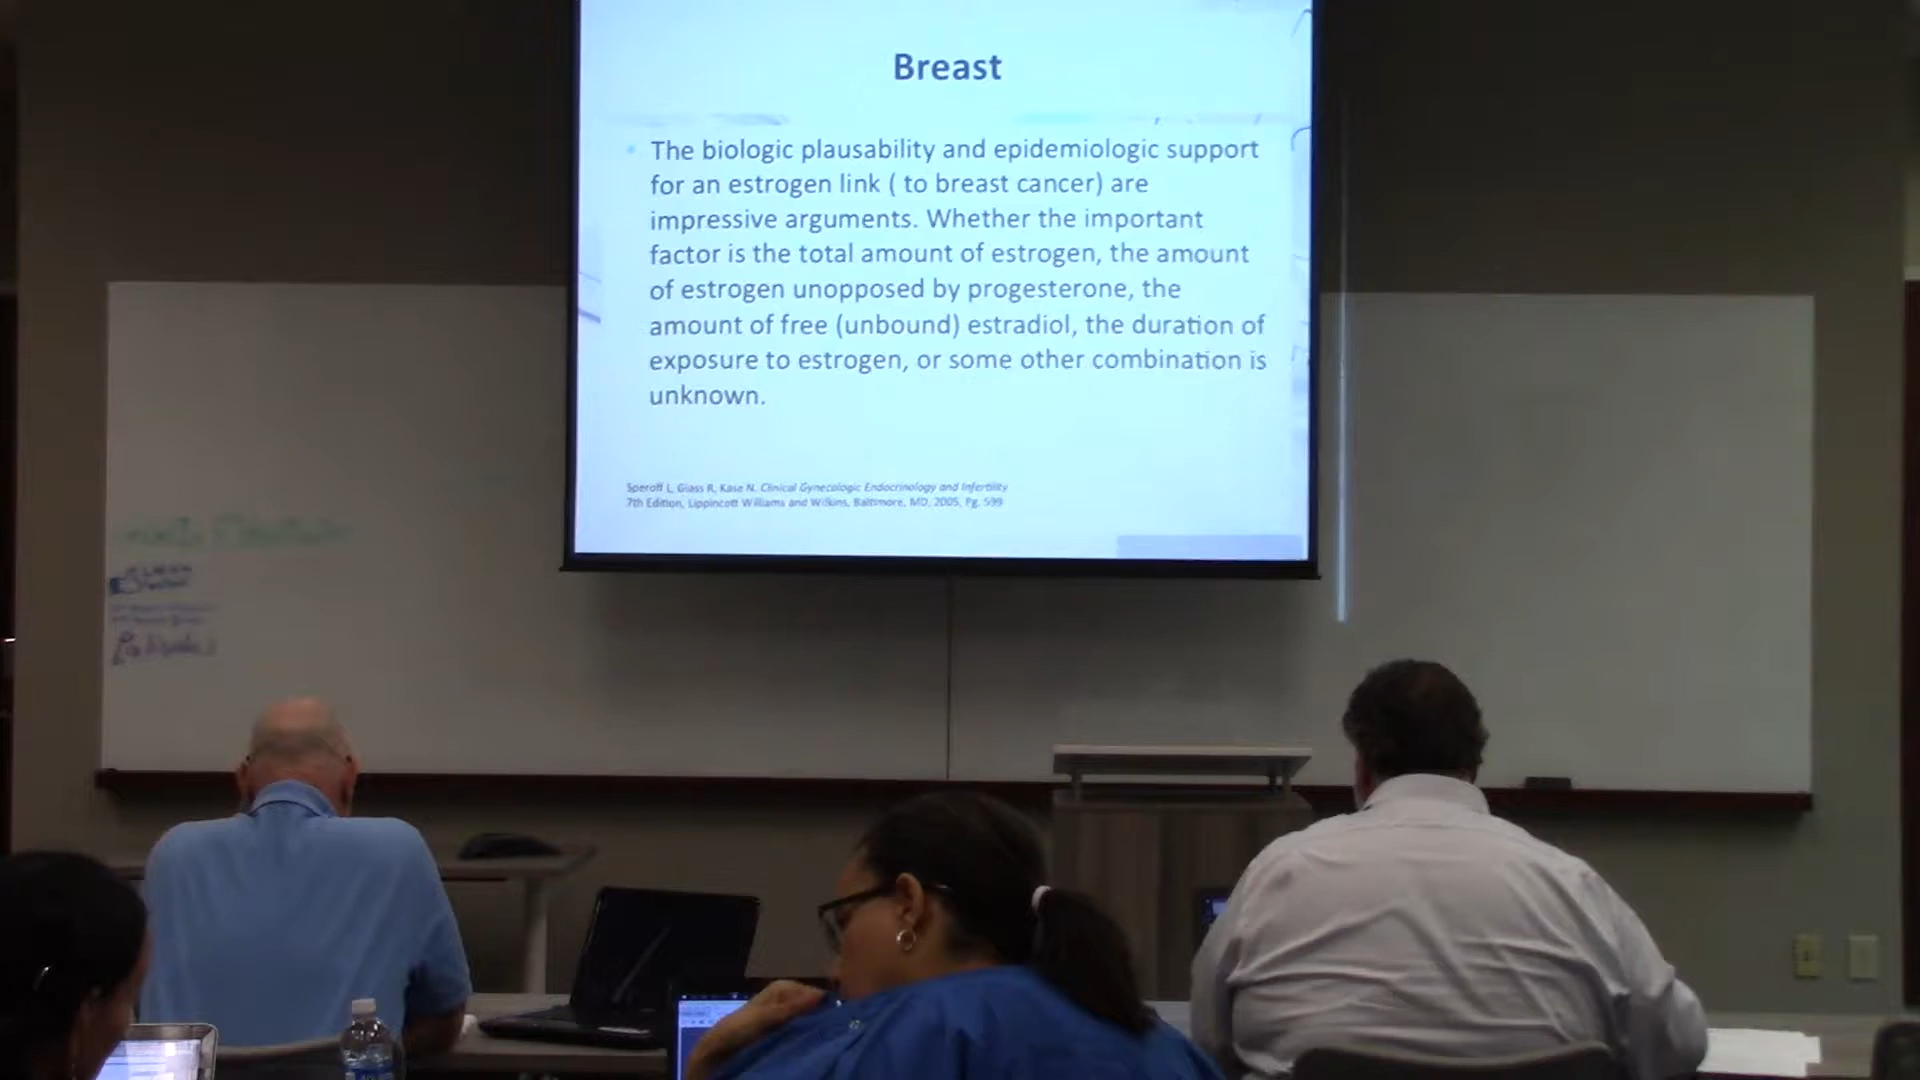 Breast
The biologic plausability and epidemiologic support
for an estrogen link ( to breast cancer) are
impressive arguments. Whether the important
factor is the total amount of estrogen, the amount
of estrogen unopposed by progesterone, the
amount of free (unbound) estradiol, the duration of
exposure to estrogen, or some other combination is
unknown.
Speroff L, Glass R, Kase N. Clinical Gynecologic Endocrinology and Infertility
7th Edition, Lippincott Williams and Wilkins, Baltimore, MD, 2005, Pg. 599